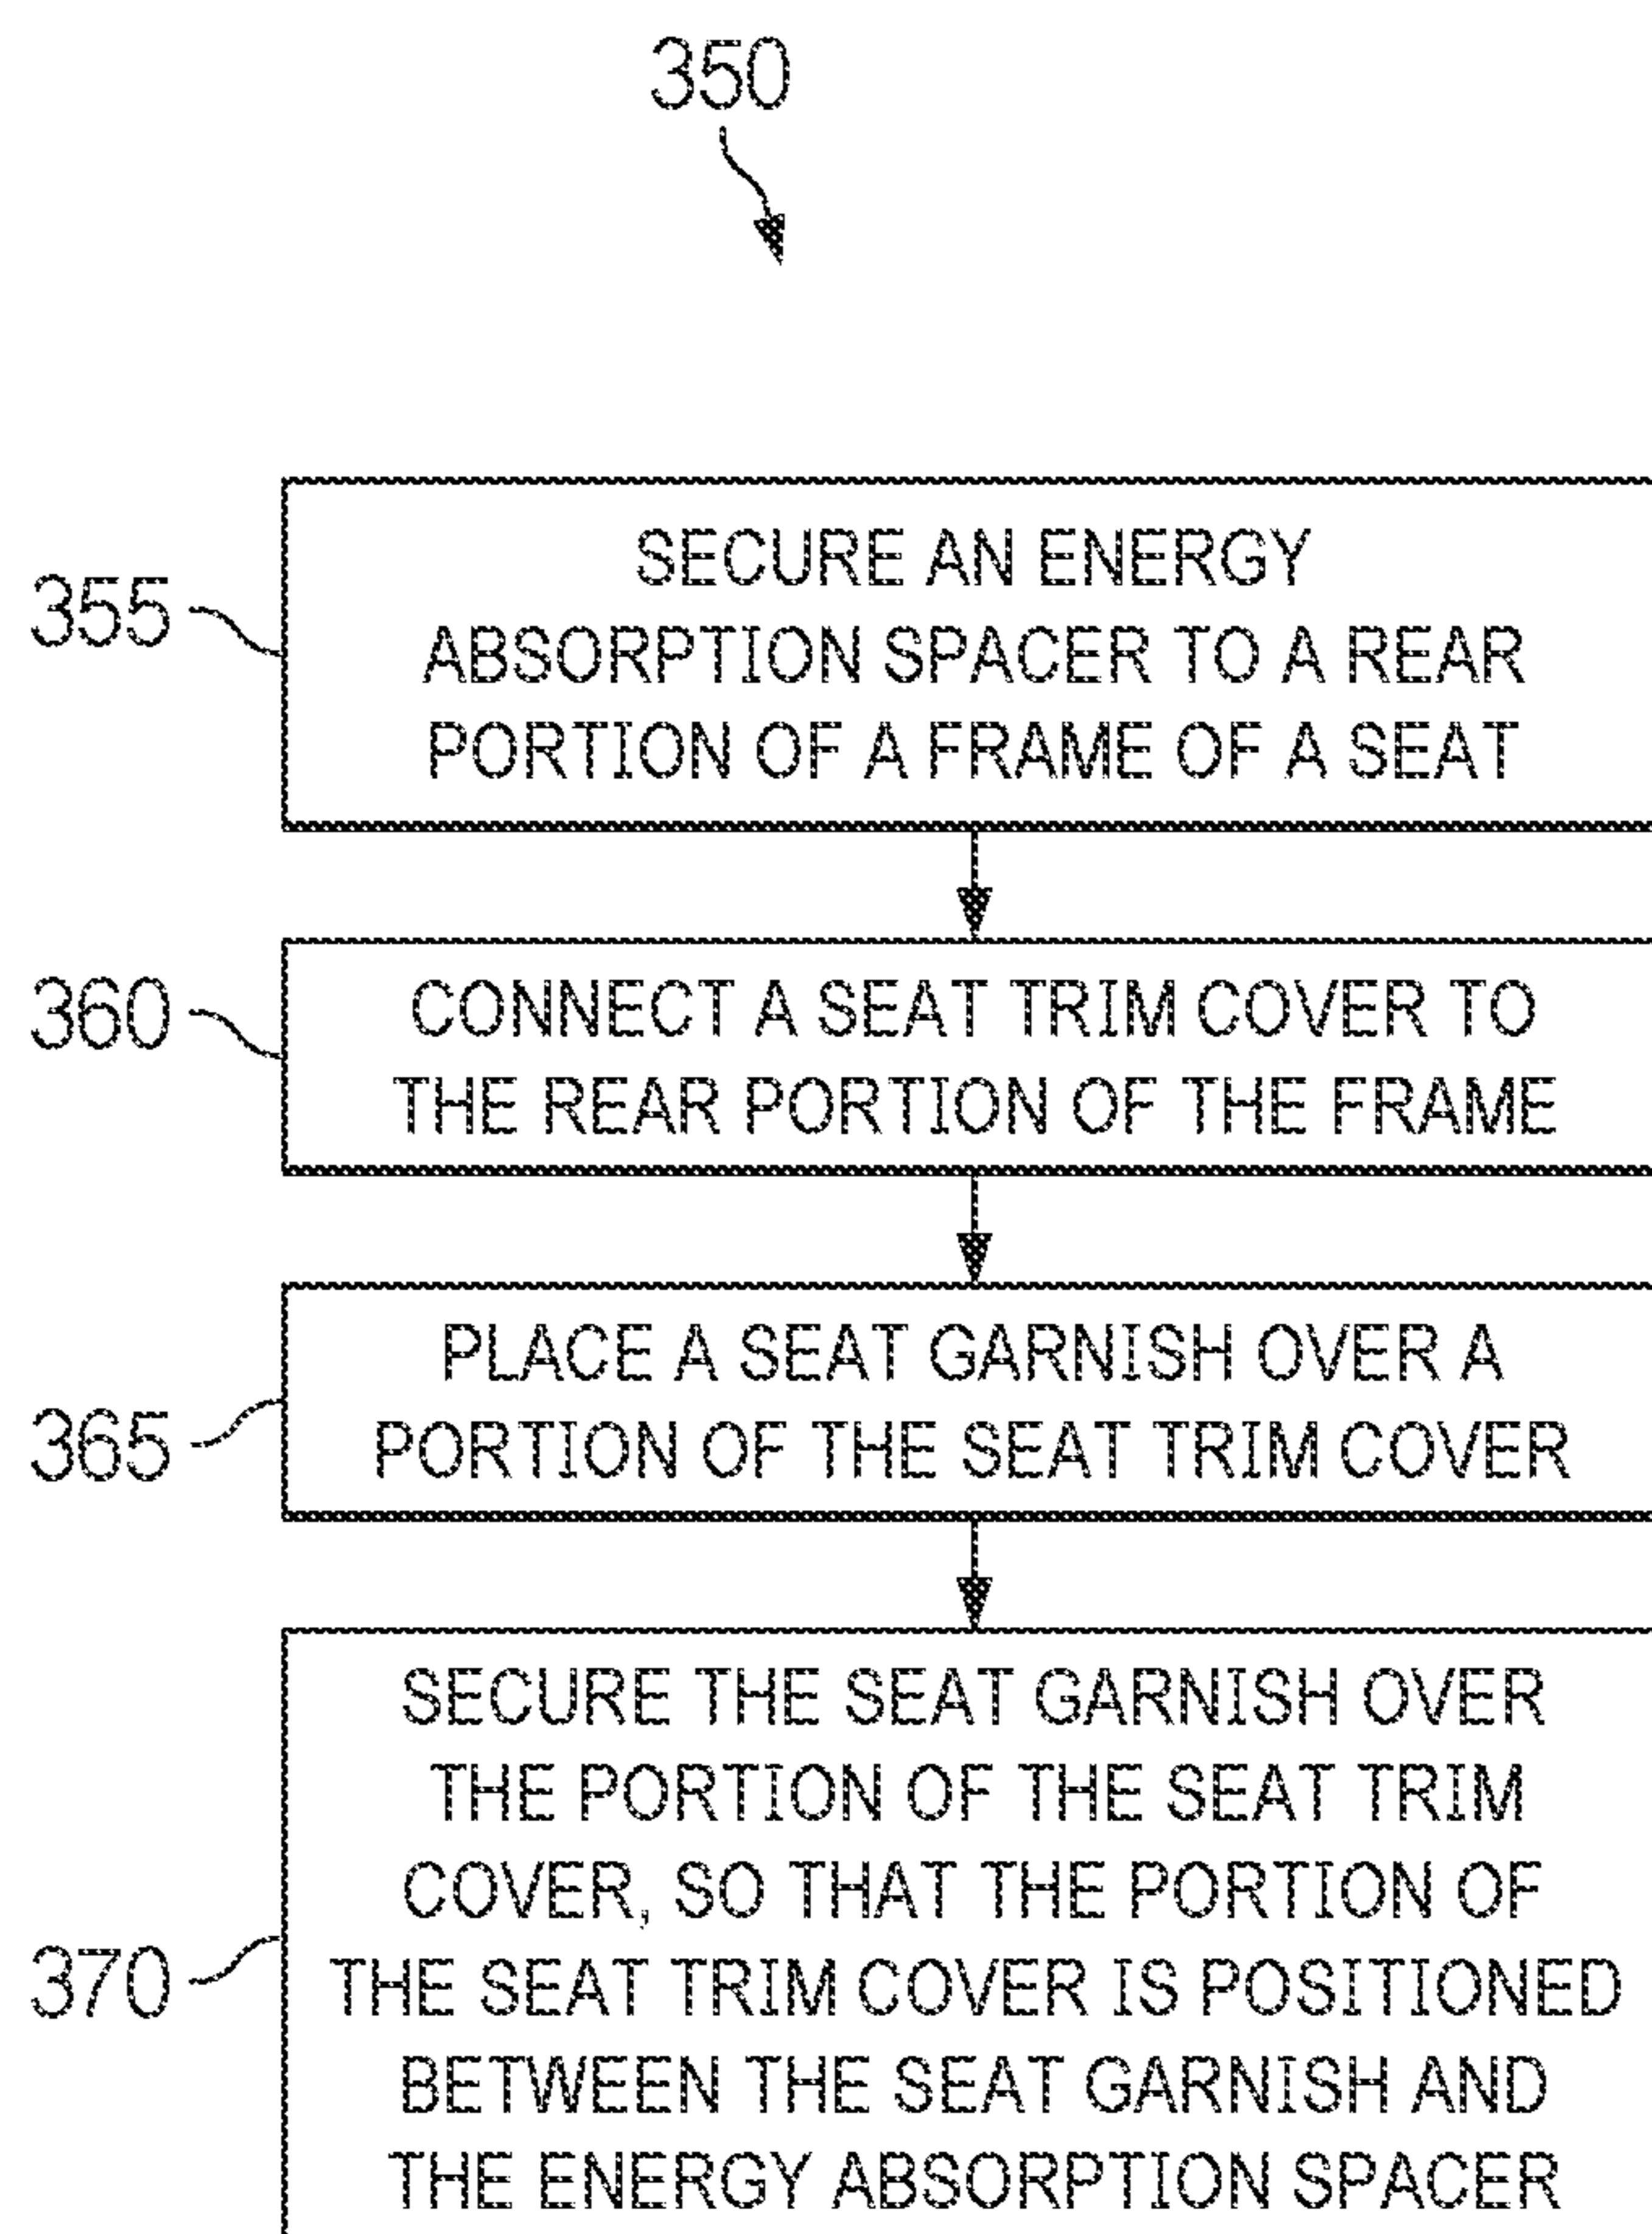 350
355
SECURE AN ENERGY
ABSORPTION SPACER TO A REAR
PORTION OF A FRAME OF A SEAT
360
CONNECT A SEAT TRIM COVER TO
THE REAR PORTION OF THE FRAME
365
PLACE A SEAT GARNISH OVER A
PORTION OF THE SEAT TRIM COVER
370
SECURE THE SEAT GARNISH OVER
THE PORTION OF THE SEAT TRIM
COVER, SO THAT THE PORTION OF
THE SEAT TRIM COVER IS POSITIONED
BETWEEN THE SEAT GARNISH AND
THE ENERGY ABSORPTION SPACER